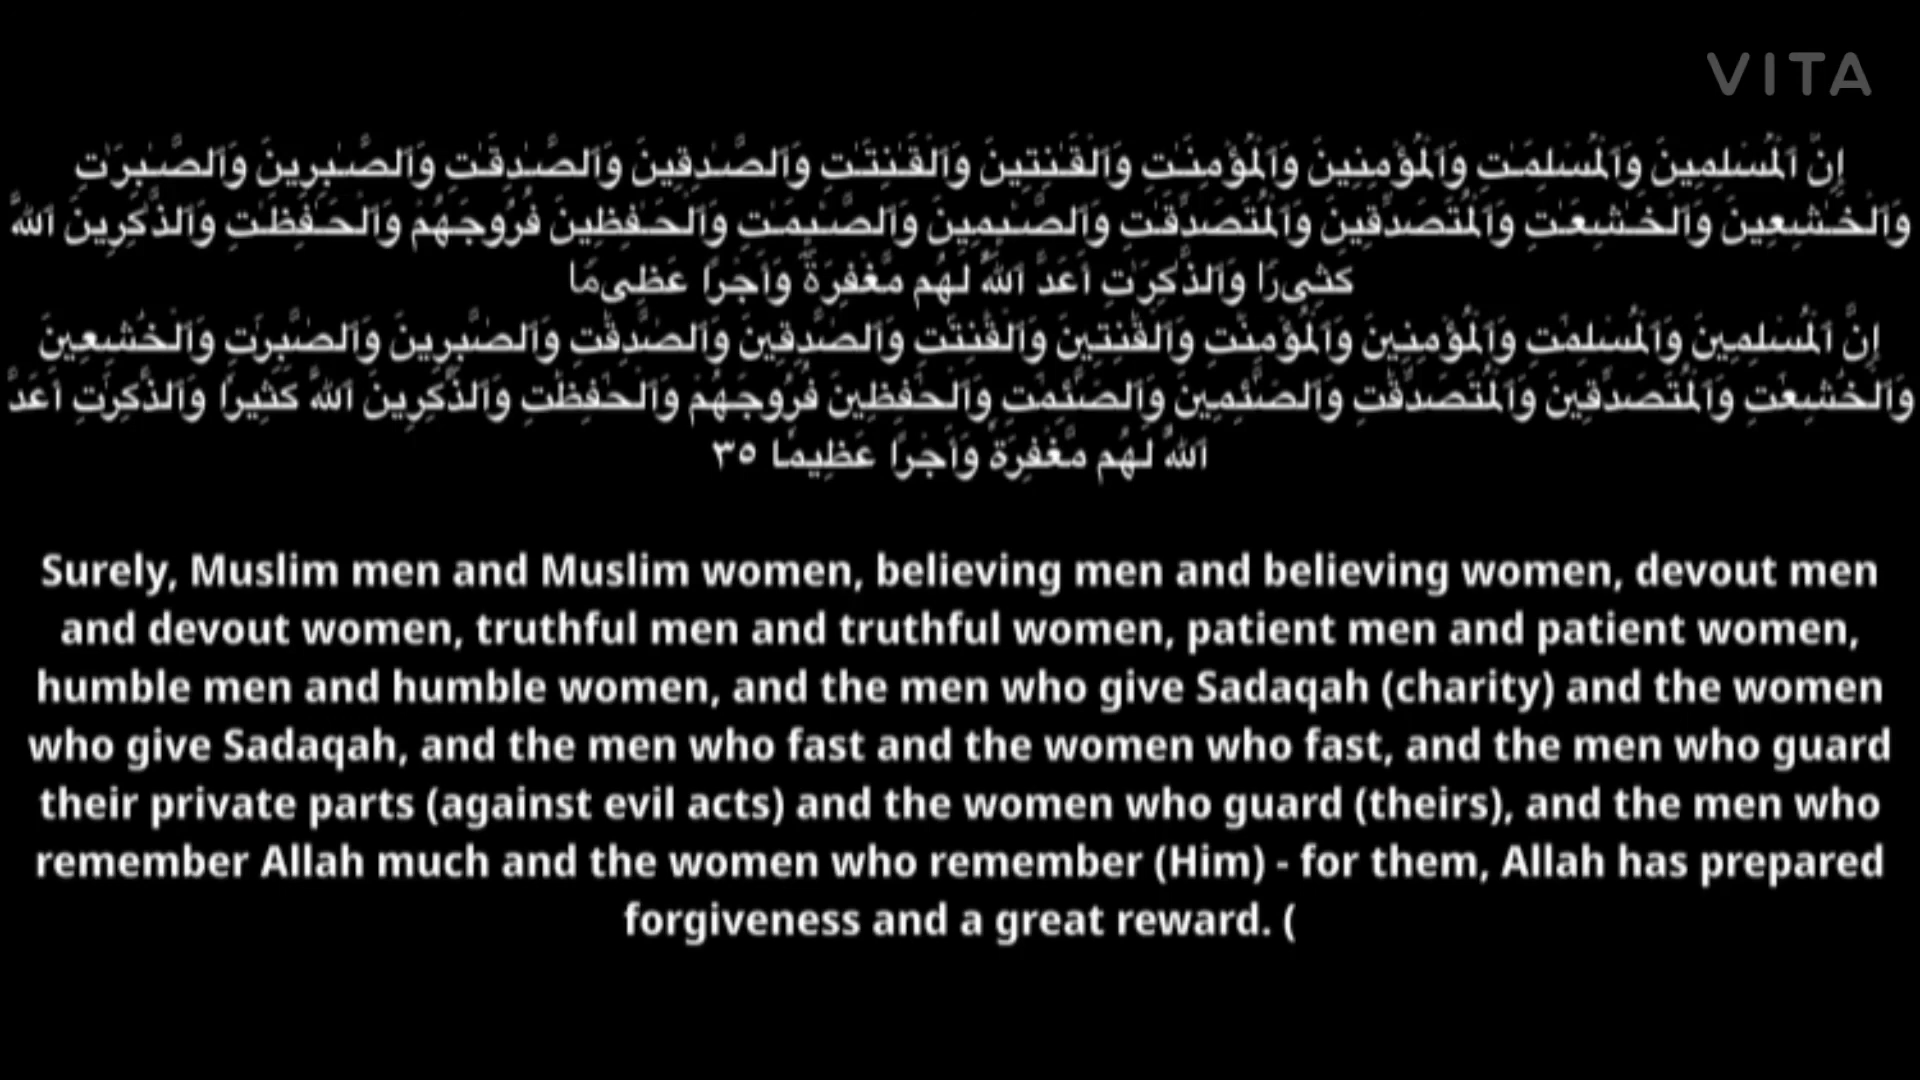 VITA
إِنَّ ٱلْمُسْلِمِينَ وَٱلْمُسْلِمَـٰتِ وَٱلْمُؤْمِنِينَ وَٱلْمُؤْمِنَـٰتِ وَٱلْقَـٰنِتِينَ وَٱلْقَـٰنِتَـٰتِ وَٱلصَّـٰدِقِينَ وَٱلصَّـٰدِقَـٰتِ وَٱلصَّـٰبِرِينَ وَٱلصَّـٰبِرَٰتِ
وَٱلْخَـٰشِعِينَ وَٱلْخَـٰشِعَـٰتِ وَٱلْمُتَصَدِّقِينَ وَٱلْمُتَصَدِّقَـٰتِ وَٱلصَّـٰٓئِمِينَ وَٱلصَّـٰٓئِمَـٰتِ وَٱلْحَـٰفِظِينَ فُرُوجَهُمْ وَٱلْحَـٰفِظَـٰتِ وَٱلذَّٰكِرِينَ ٱللَّهَ
كَثِيرًا وَٱلذَّٰكِرَٰتِ أَعَدَّ ٱللَّهُ لَهُم مَّغْفِرَةً وَأَجْرًا عَظِيمًا
إِنَّ ٱلْمُسْلِمِينَ وَٱلْمُسْلِمَٰتِ وَٱلْمُؤْمِنِينَ وَٱلْمُؤْمِنَٰتِ وَٱلْقَٰنِتِينَ وَٱلْقَٰنِتَٰتِ وَٱلصَّٰدِقِينَ وَٱلصَّٰدِقَٰتِ وَٱلصَّٰبِرِينَ وَٱلصَّٰبِرَٰتِ وَٱلْخَٰشِعِينَ
وَٱلْخَٰشِعَٰتِ وَٱلْمُتَصَدِّقِينَ وَٱلْمُتَصَدِّقَٰتِ وَٱلصَّٰٓئِمِينَ وَٱلصَّٰٓئِمَٰتِ وَٱلْحَٰفِظِينَ فُرُوجَهُمْ وَٱلْحَٰفِظَٰتِ وَٱلذَّٰكِرِينَ ٱللَّهَ كَثِيرًا وَٱلذَّٰكِرَٰتِ أَعَدَّ
ٱللَّهُ لَهُم مَّغْفِرَةً وَأَجْرًا عَظِيمًا ٣٥
Surely, Muslim men and Muslim women, believing men and believing women, devout men
and devout women, truthful men and truthful women, patient men and patient women,
humble men and humble women, and the men who give Sadaqah (charity) and the women
who give Sadaqah, and the men who fast and the women who fast, and the men who guard
their private parts (against evil acts) and the women who guard (theirs), and the men who
remember Allah much and the women who remember (Him) - for them, Allah has prepared
forgiveness and a great reward. (